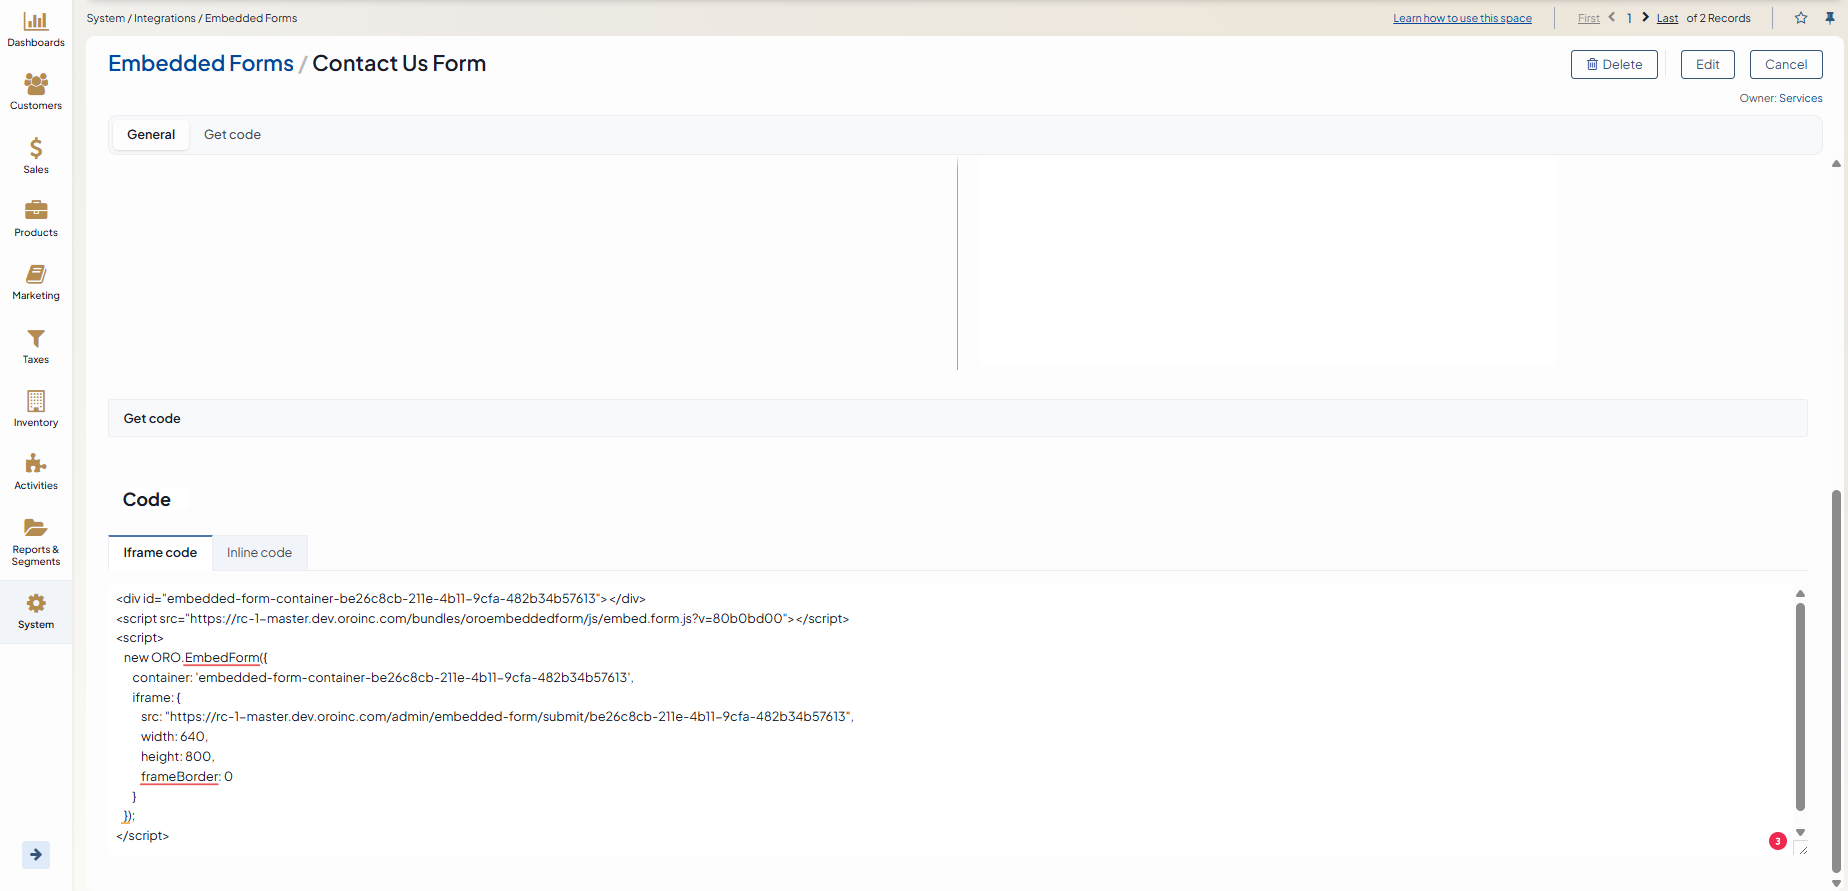 System / Integrations / Embedded Forms
Learn how to use this space
First 1 Last of 2 Records
Dashboards
Customers
Sales
Products
Marketing
Taxes
Inventory
Activities
Reports &
Segments
System
Embedded Forms / Contact Us Form
Delete
Edit
Cancel
Owner: Services
General
Get code
Get code
Code
Iframe code
Inline code
<div id="embedded-form-container-be26c8cb-211e-4b11-9cfa-482b34b57613"></div>
<script src="https://rc-1-master.dev.oroinc.com/bundles/oroembeddedform/js/embed.form.js?v=80b0bd00"></script>
<script>
new ORO.EmbedForm({
container: 'embedded-form-container-be26c8cb-211e-4b11-9cfa-482b34b57613',
iframe: {
src: "https://rc-1-master.dev.oroinc.com/admin/embedded-form/submit/be26c8cb-211e-4b11-9cfa-482b34b57613",
width: 640,
height: 800,
frameBorder: 0
}
});
</script>
3